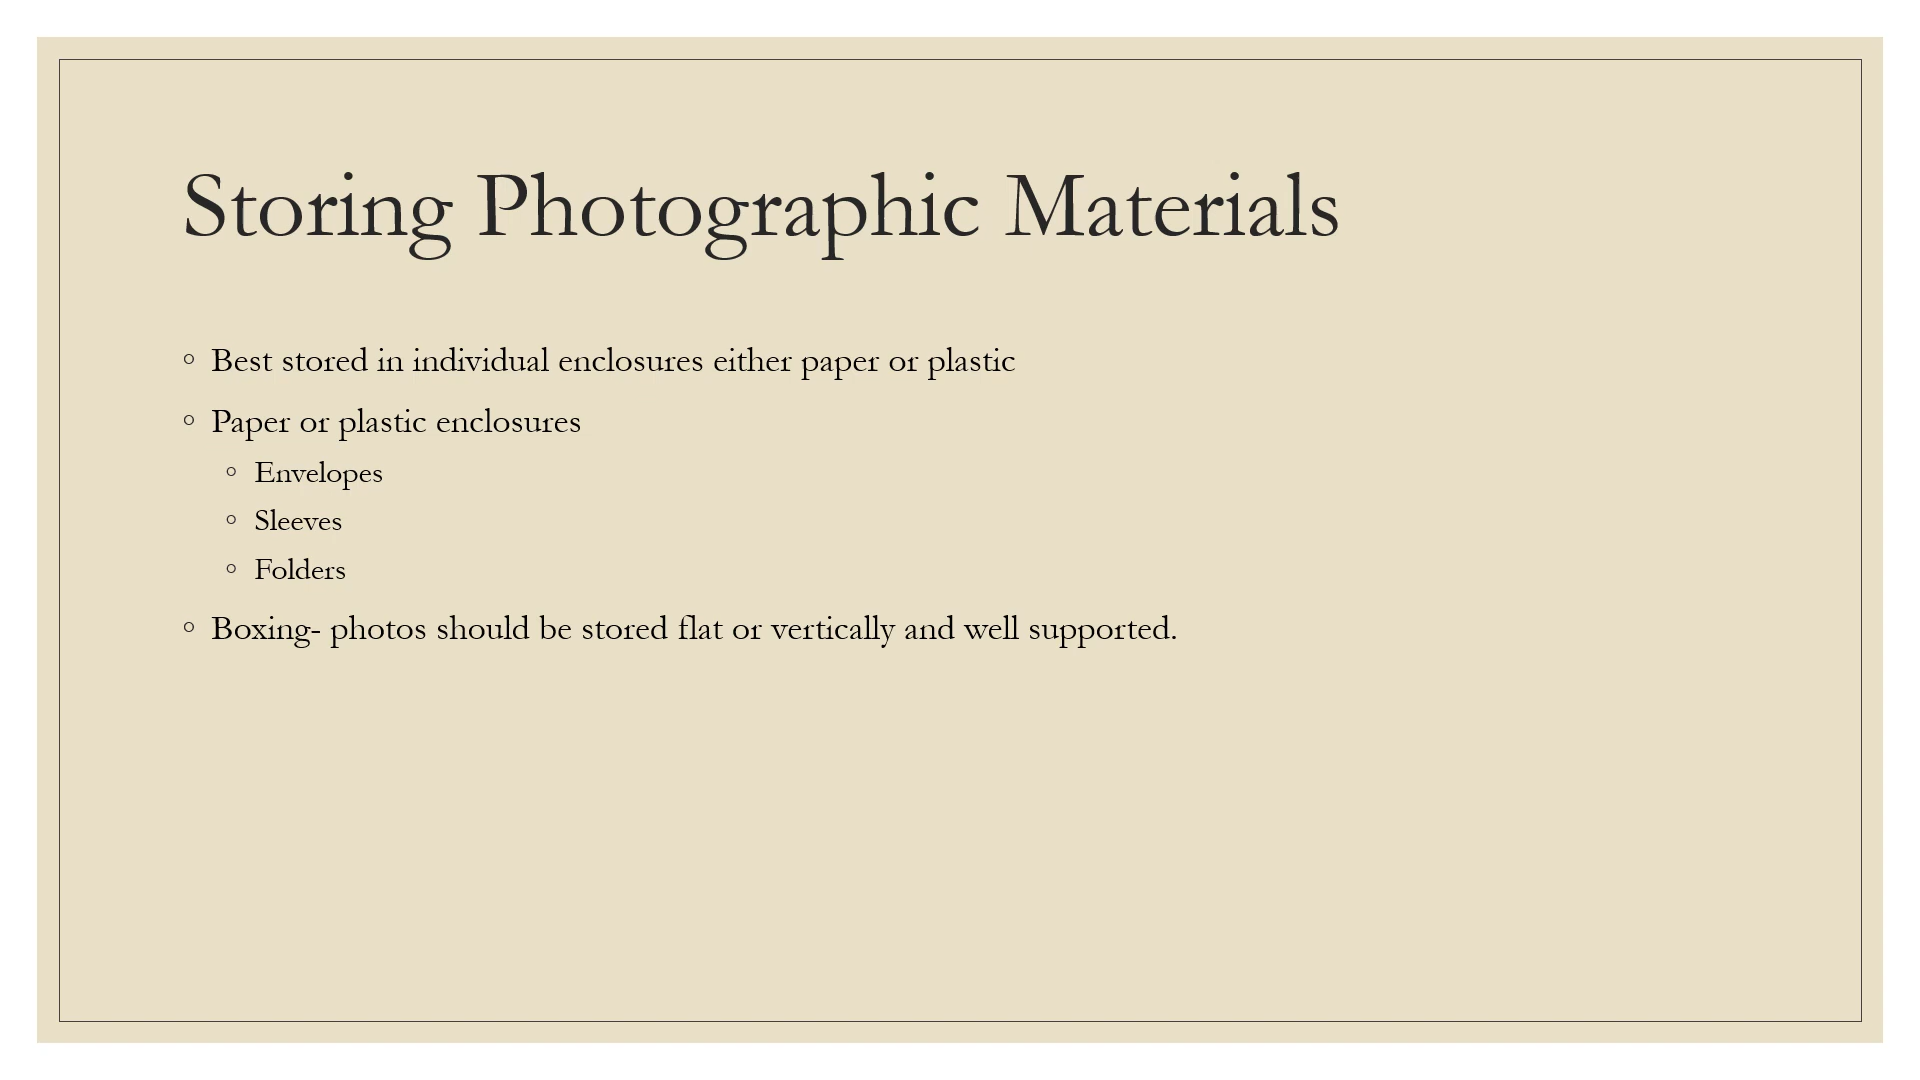 Storing Photographic Materials
◦ Best stored in individual enclosures either paper or plastic
◦ Paper or plastic enclosures
◦ Envelopes
◦ Sleeves
◦ Folders
◦ Boxing- photos should be stored flat or vertically and well supported.